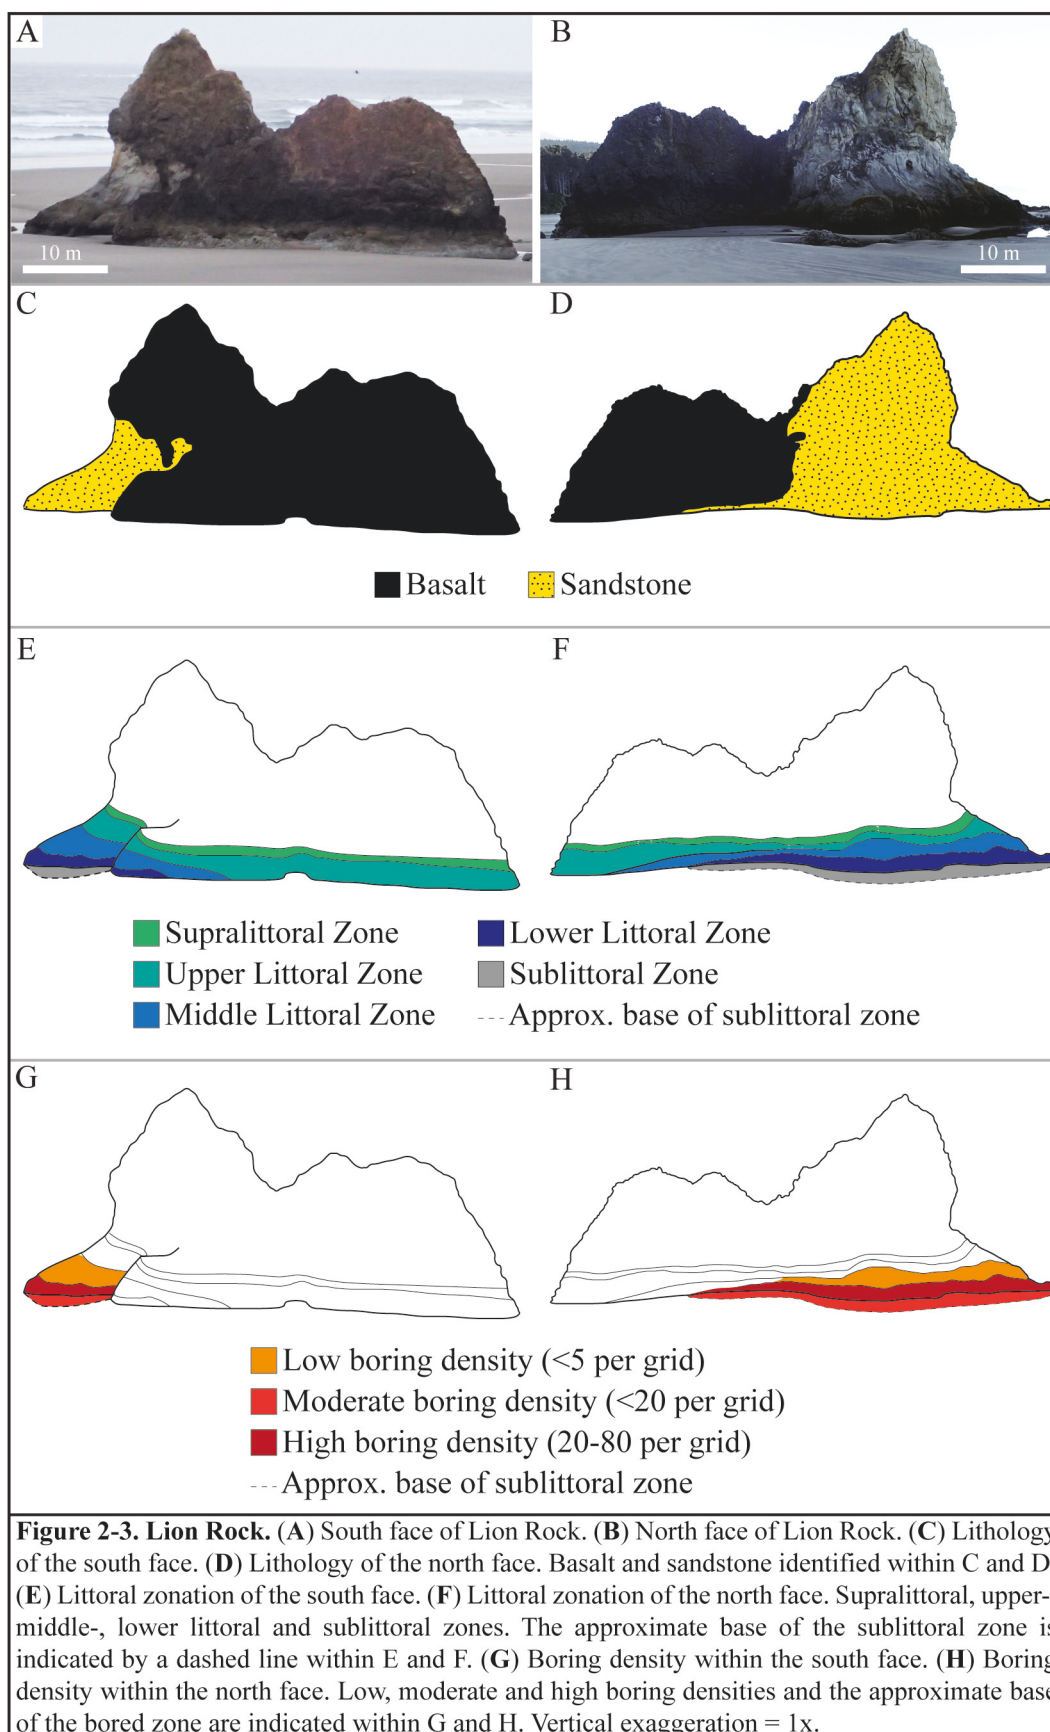 A
B
10 m
10 m
C
D
Basalt
Sandstone
E
F
Supralittoral Zone
Lower Littoral Zone
Upper Littoral Zone
Sublittoral Zone
Middle Littoral Zone
--- Approx. base of sublittoral zone
G
H
Low boring density (<5 per grid)
Moderate boring density (<20 per grid)
High boring density (20-80 per grid)
--- Approx. base of sublittoral zone
Figure 2-3. Lion Rock. (A) South face of Lion Rock. (B) North face of Lion Rock. (C) Lithology
of the south face. (D) Lithology of the north face. Basalt and sandstone identified within C and D
(E) Littoral zonation of the south face. (F) Littoral zonation of the north face. Supralittoral, upper-
middle-, lower littoral and sublittoral zones. The approximate base of the sublittoral zone is
indicated by a dashed line within E and F. (G) Boring density within the south face. (H) Boring
density within the north face. Low, moderate and high boring densities and the approximate base
of the bored zone are indicated within G and H. Vertical exaggeration = 1x.